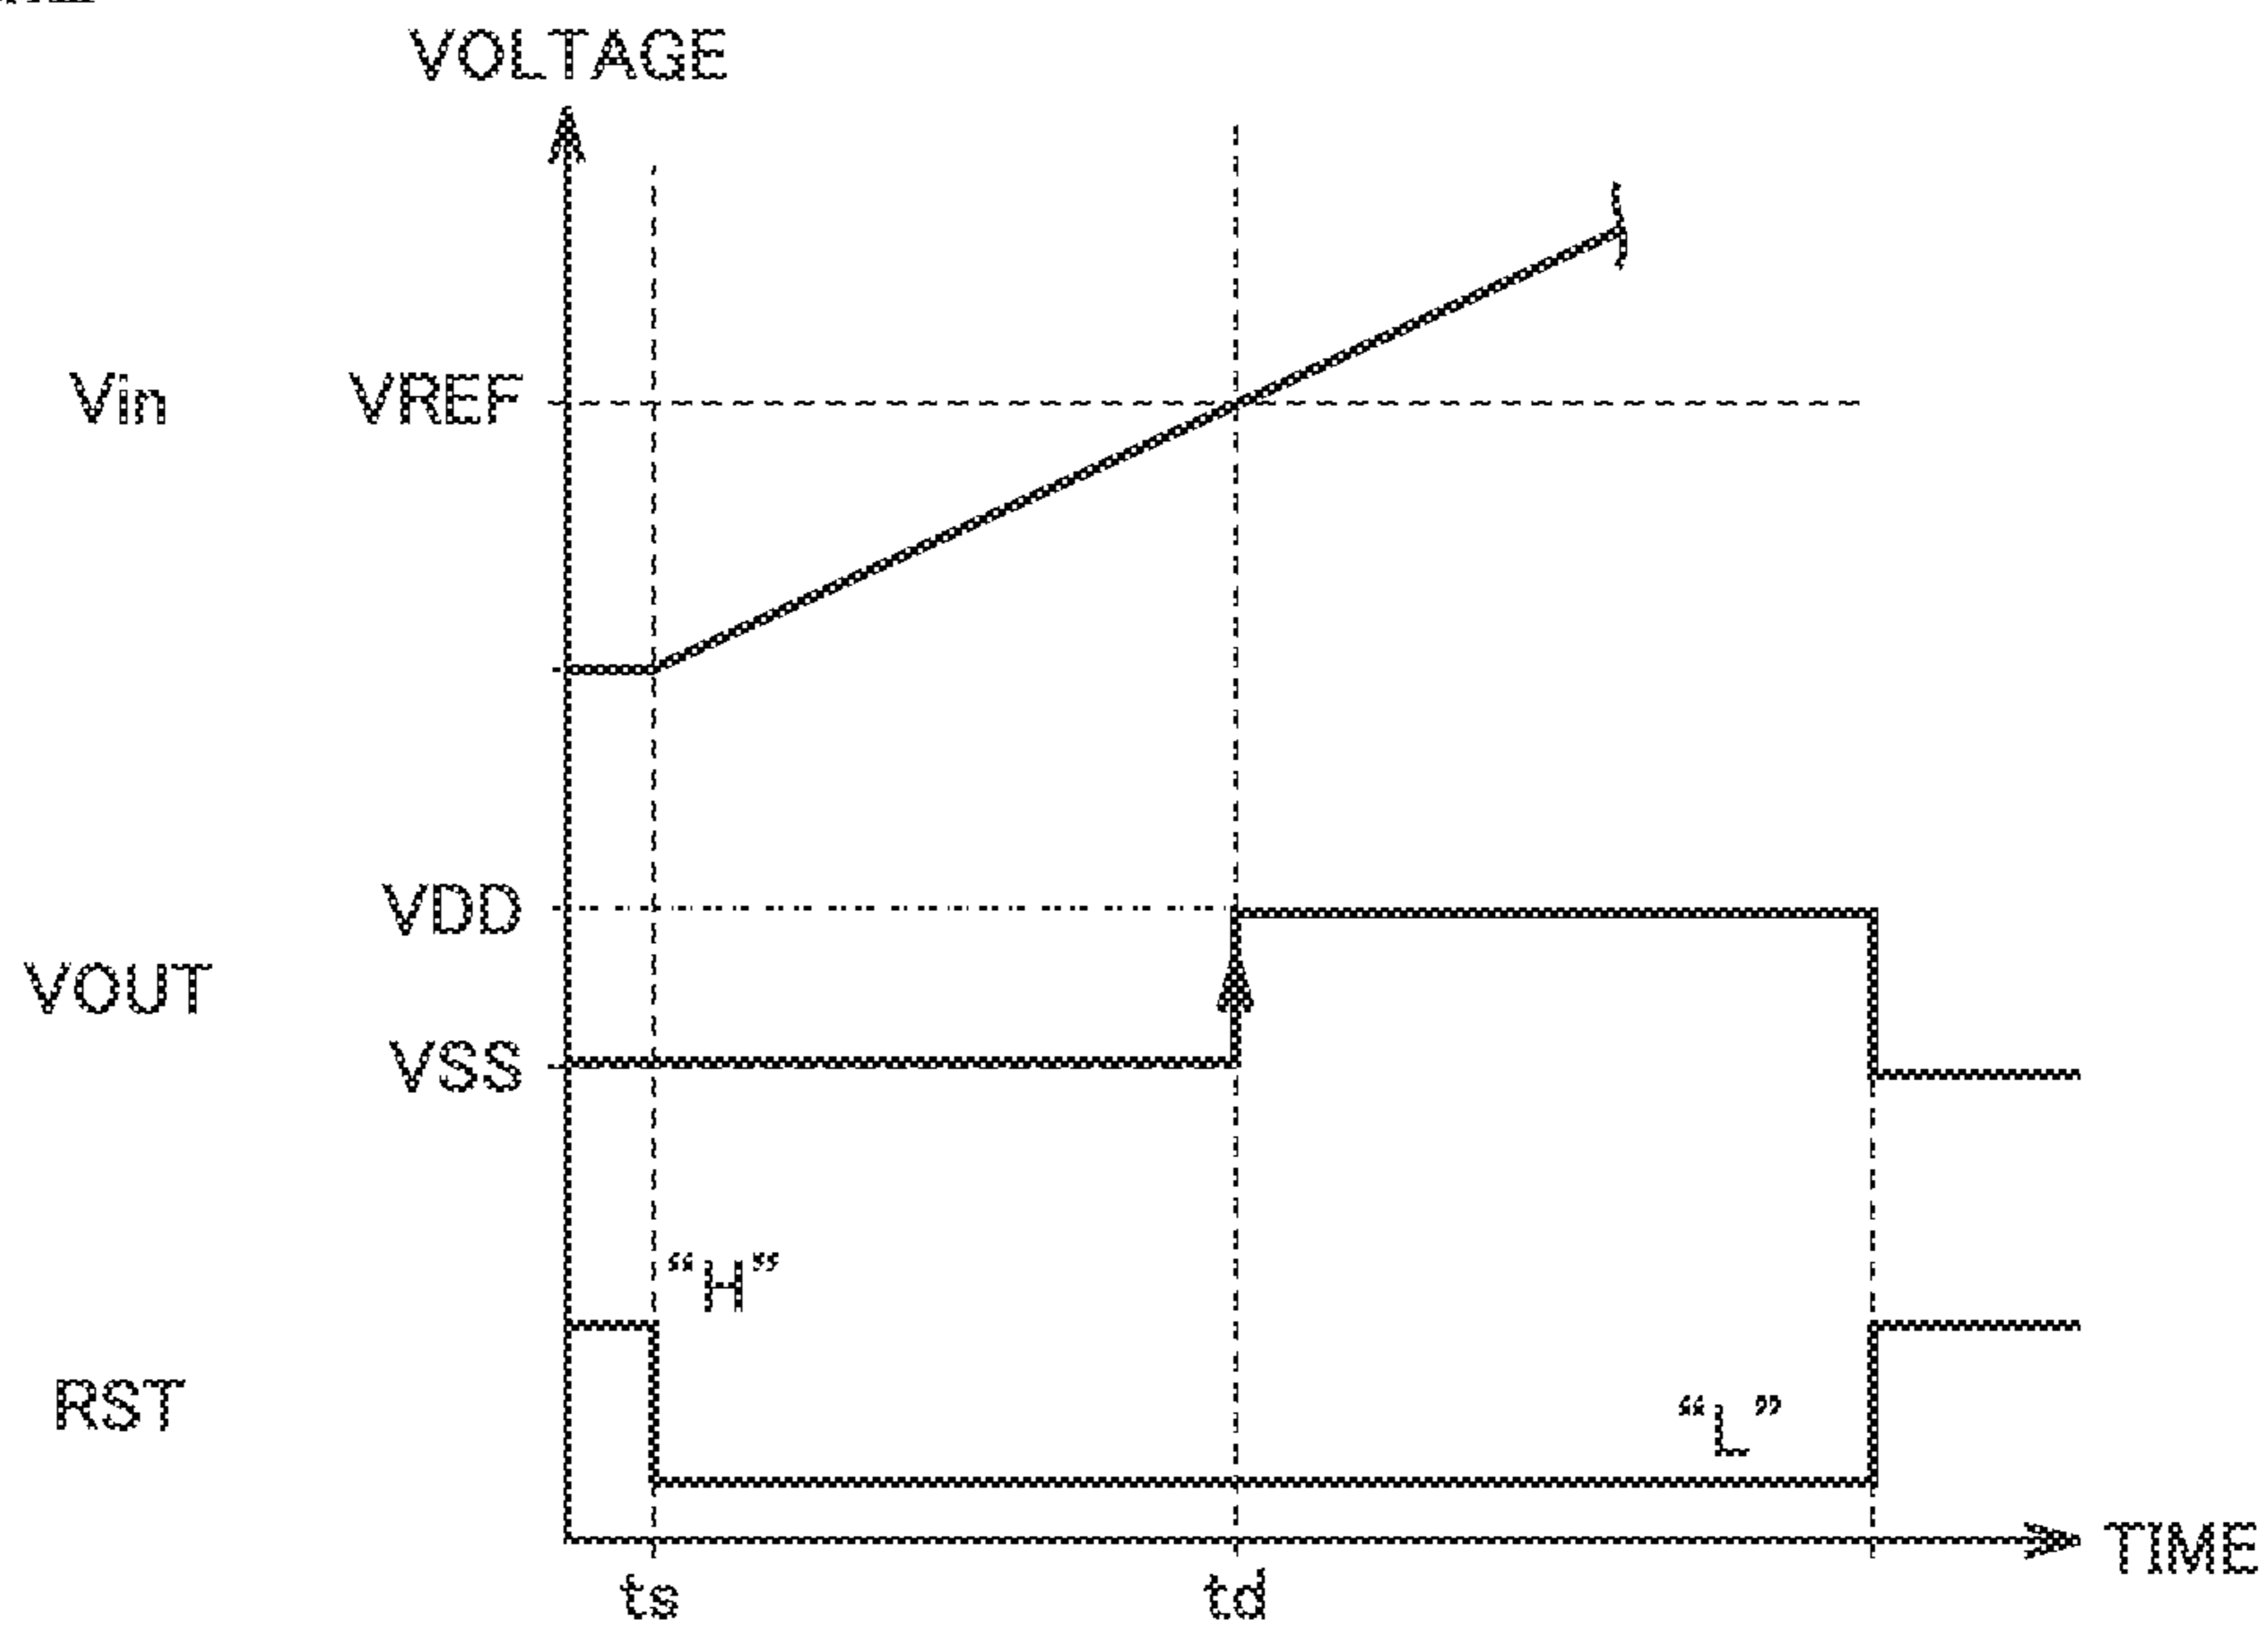 VOLTAGE
Vin VREF
VDD
VOUT
VSS
“H”
RST
“L”
TIME
ts td